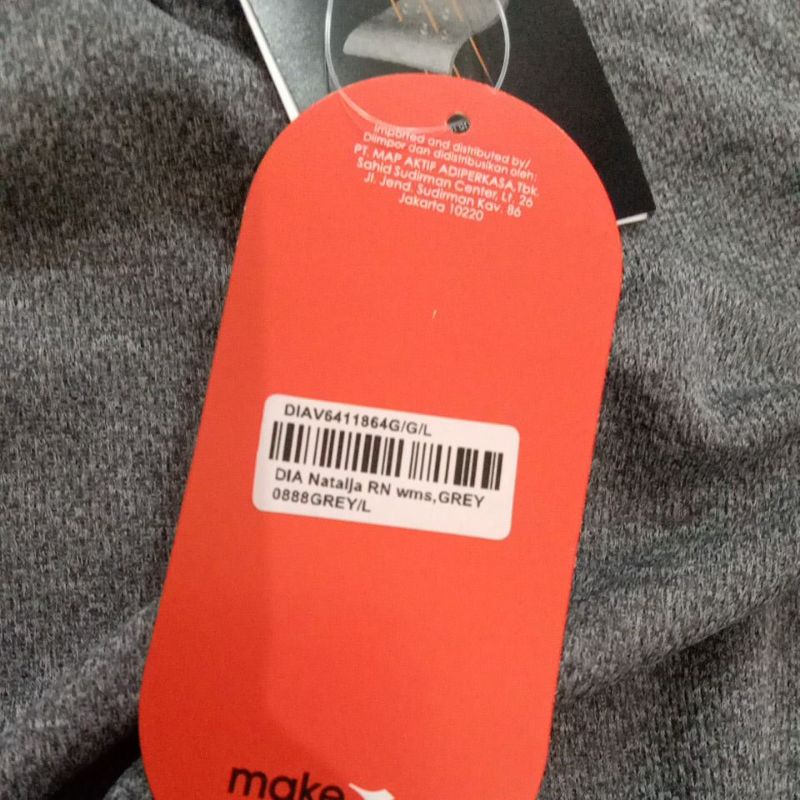 Imported and distributed by/
Diimpor dan didistribusikan oleh:
PT. MAP AKTIF ADIPERKASA,Tbk.
Sahid Sudirman Center, Lt. 26
Jl. Jend. Sudirman Kav. 86
Jakarta 10220
DIAV6411864G/G/L
DIA Natalja RN wms,GREY
0888GREY/L
make